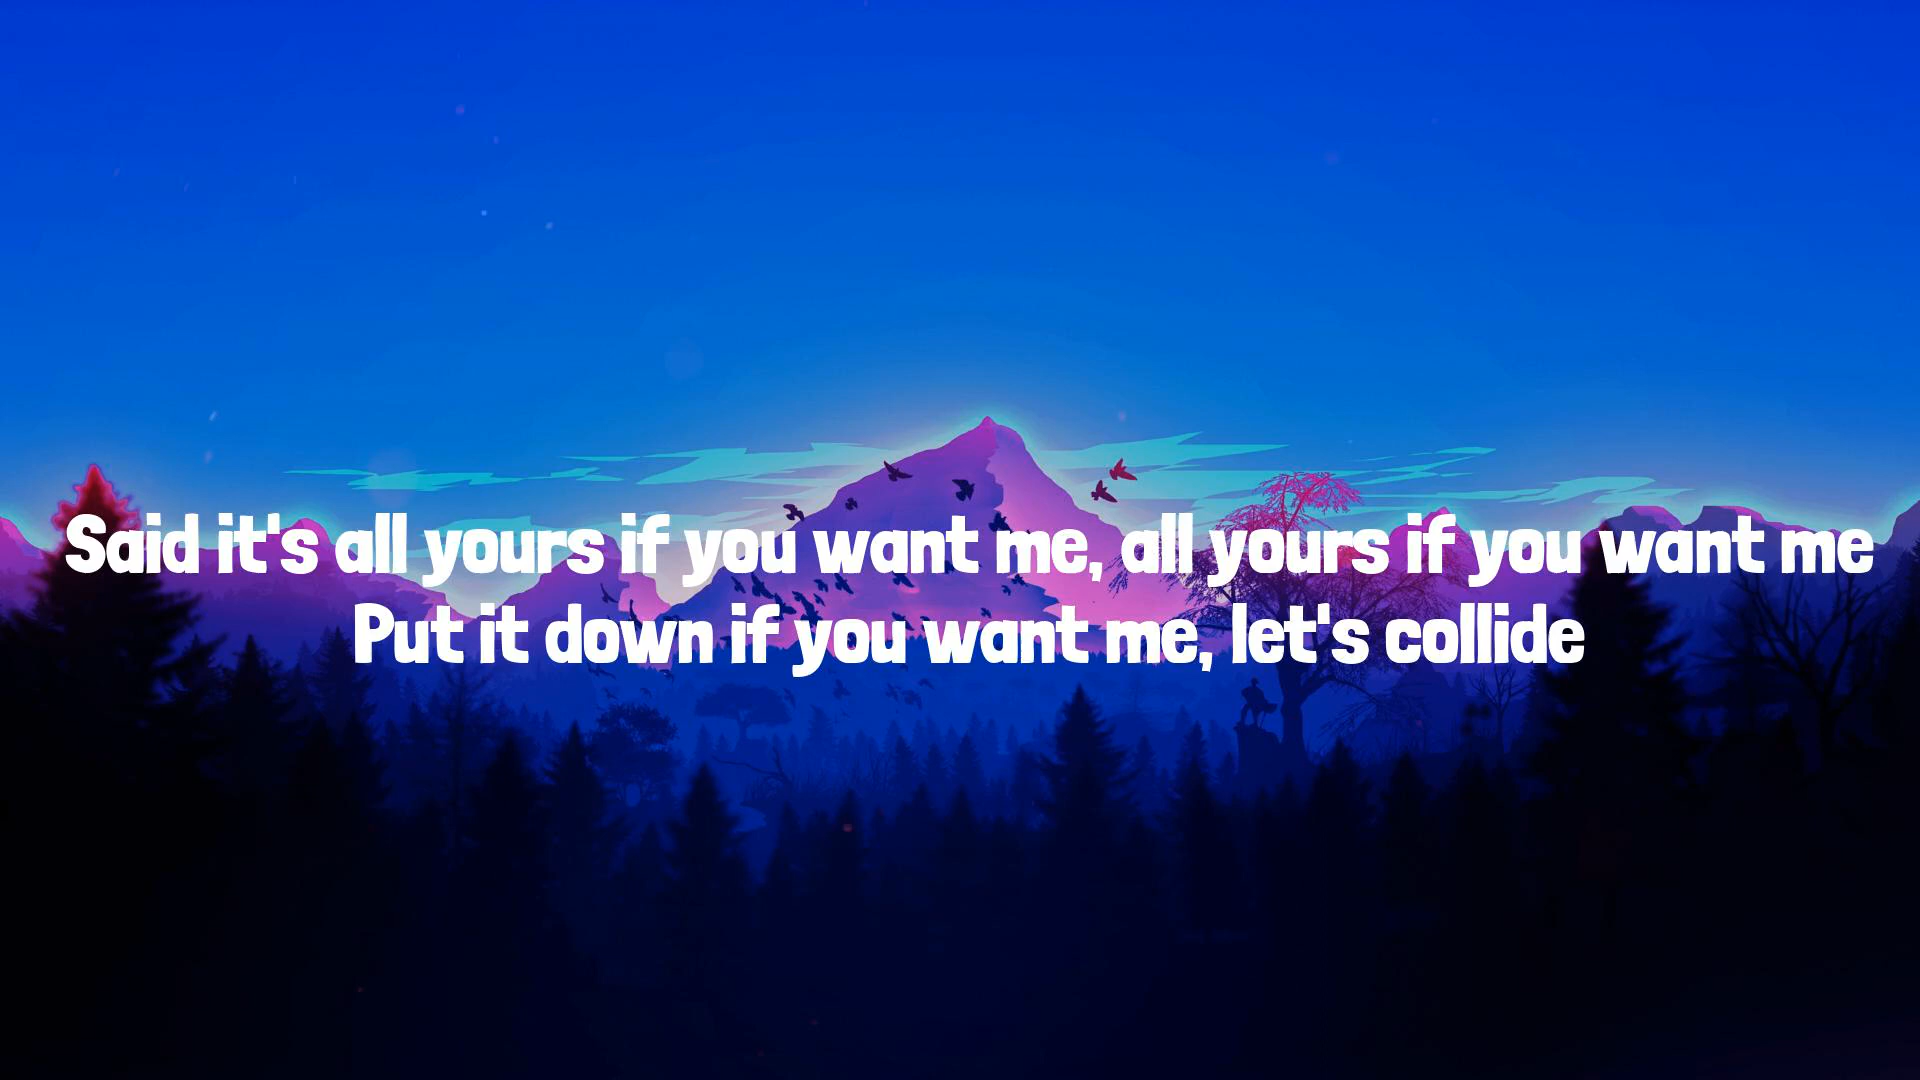 Said it's all yours if you want me, all yours if you want me
Put it down if you want me, let's collide